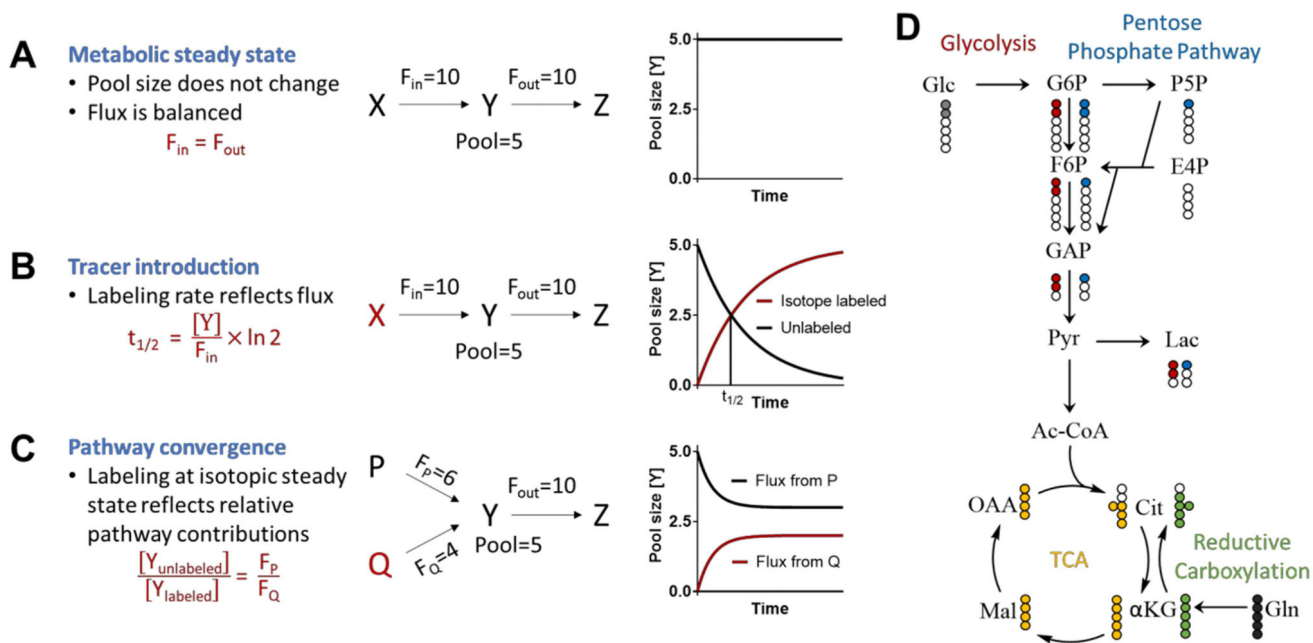 A
Metabolic steady state
• Pool size does not change
• Flux is balanced
F_in = F_out
F_in=10 F_out=10
X Y Z
Pool=5
Pool size [Y]
5.0
2.5
0.0
Time
B
Tracer introduction
• Labeling rate reflects flux
t_1/2 = [Y]/F_in × ln 2
F_in=10 F_out=10
X Y Z
Pool=5
Pool size [Y]
5.0
2.5
0.0
Isotope labeled
Unlabeled
t_1/2
Time
C
Pathway convergence
• Labeling at isotopic steady
state reflects relative
pathway contributions
[Y_unlabeled]/[Y_labeled] = F_P/F_Q
P
F_P=6
F_out=10
Y Z
Pool=5
Q
F_Q=4
Pool size [Y]
5.0
2.5
0.0
Flux from P
Flux from Q
Time
D
Glycolysis
Pentose
Phosphate Pathway
Glc G6P P5P
F6P E4P
GAP
Pyr Lac
Ac-CoA
OAA Cit
TCA
Reductive
Carboxylation
Mal αKG Gln